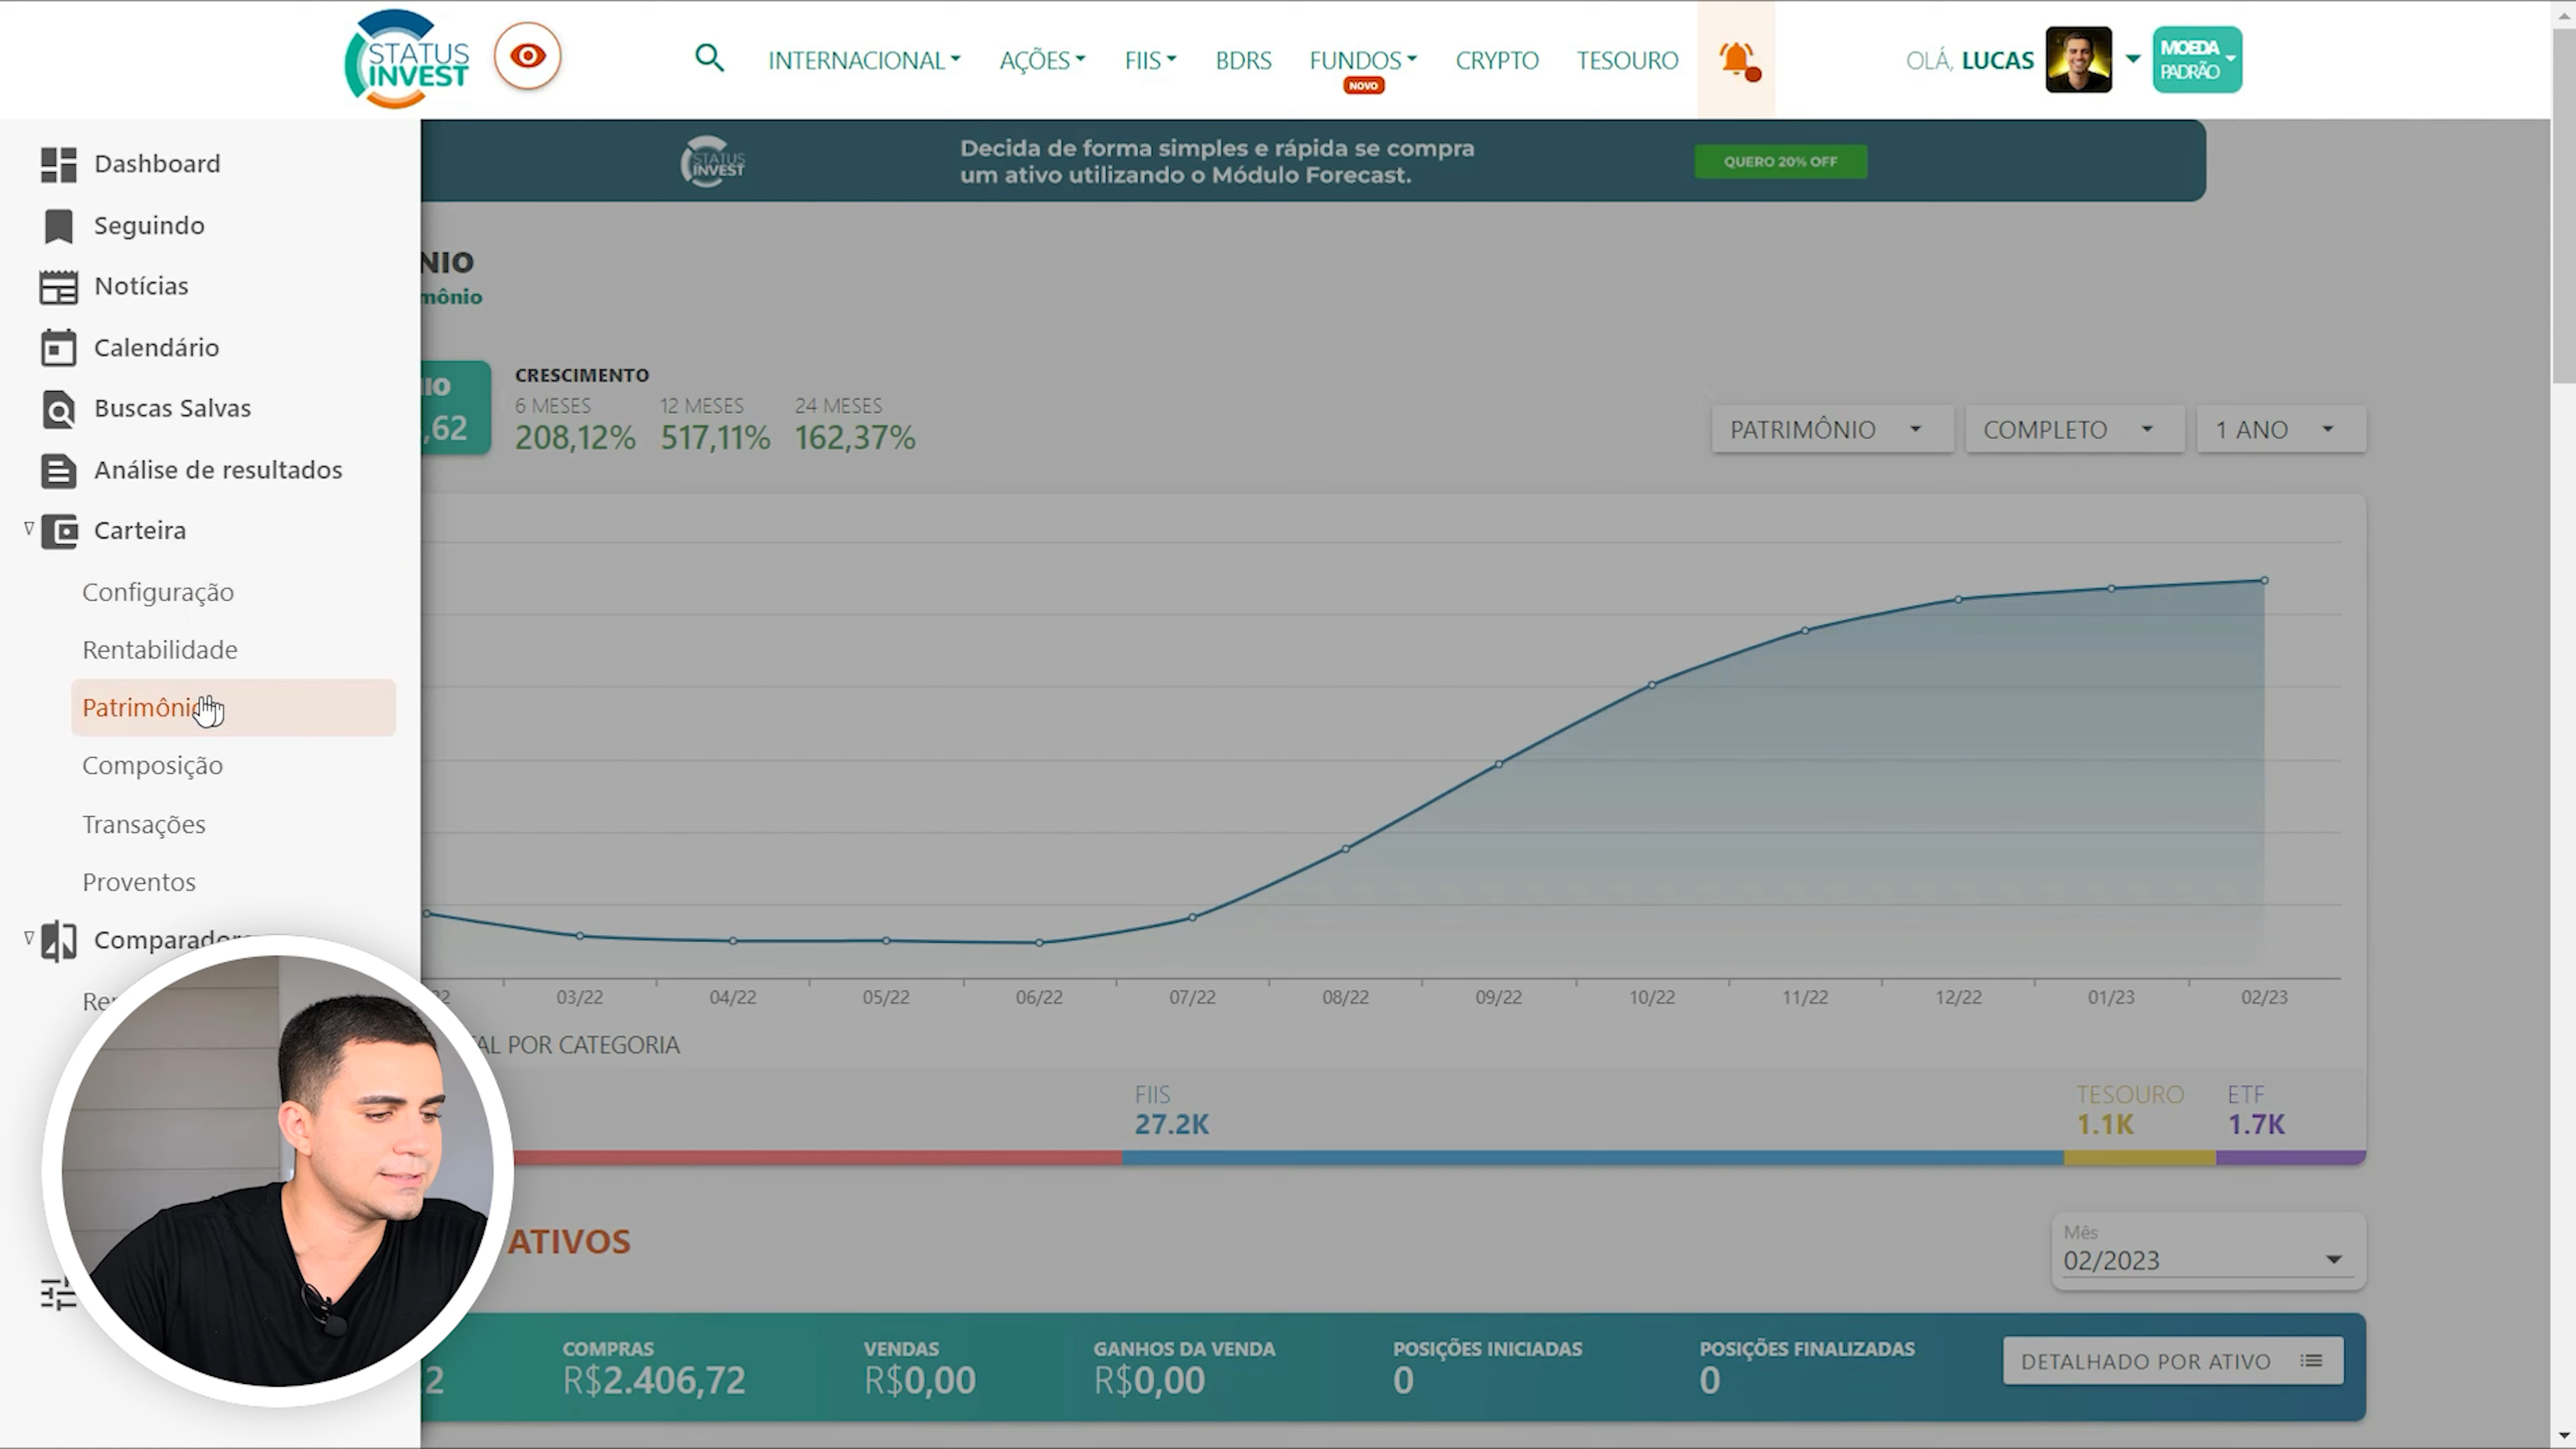 STATUS
INVEST
INTERNACIONAL
AÇÕES
FIIS
BDRS
FUNDOS
NOVO
CRYPTO
TESOURO
OLÁ, LUCAS
MOEDA
PADRÃO
Dashboard
Seguindo
Notícias
Calendário
Buscas Salvas
Análise de resultados
Carteira
Configuração
Rentabilidade
Patrimôni
Composição
Transações
Proventos
Comparador
Re
STATUS
INVEST
Decida de forma simples e rápida se compra
um ativo utilizando o Módulo Forecast.
QUERO 20% OFF
NIO
mônio
IO
,62
CRESCIMENTO
6 MESES 12 MESES 24 MESES
208,12% 517,11% 162,37%
PATRIMÔNIO
COMPLETO
1 ANO
22 03/22 04/22 05/22 06/22 07/22 08/22 09/22 10/22 11/22 12/22 01/23 02/23
AL POR CATEGORIA
FIIS
27.2K
TESOURO
1.1K
ETF
1.7K
ATIVOS
Mês
02/2023
2
COMPRAS
R$2.406,72
VENDAS
R$0,00
GANHOS DA VENDA
R$0,00
POSIÇÕES INICIADAS
0
POSIÇÕES FINALIZADAS
0
DETALHADO POR ATIVO